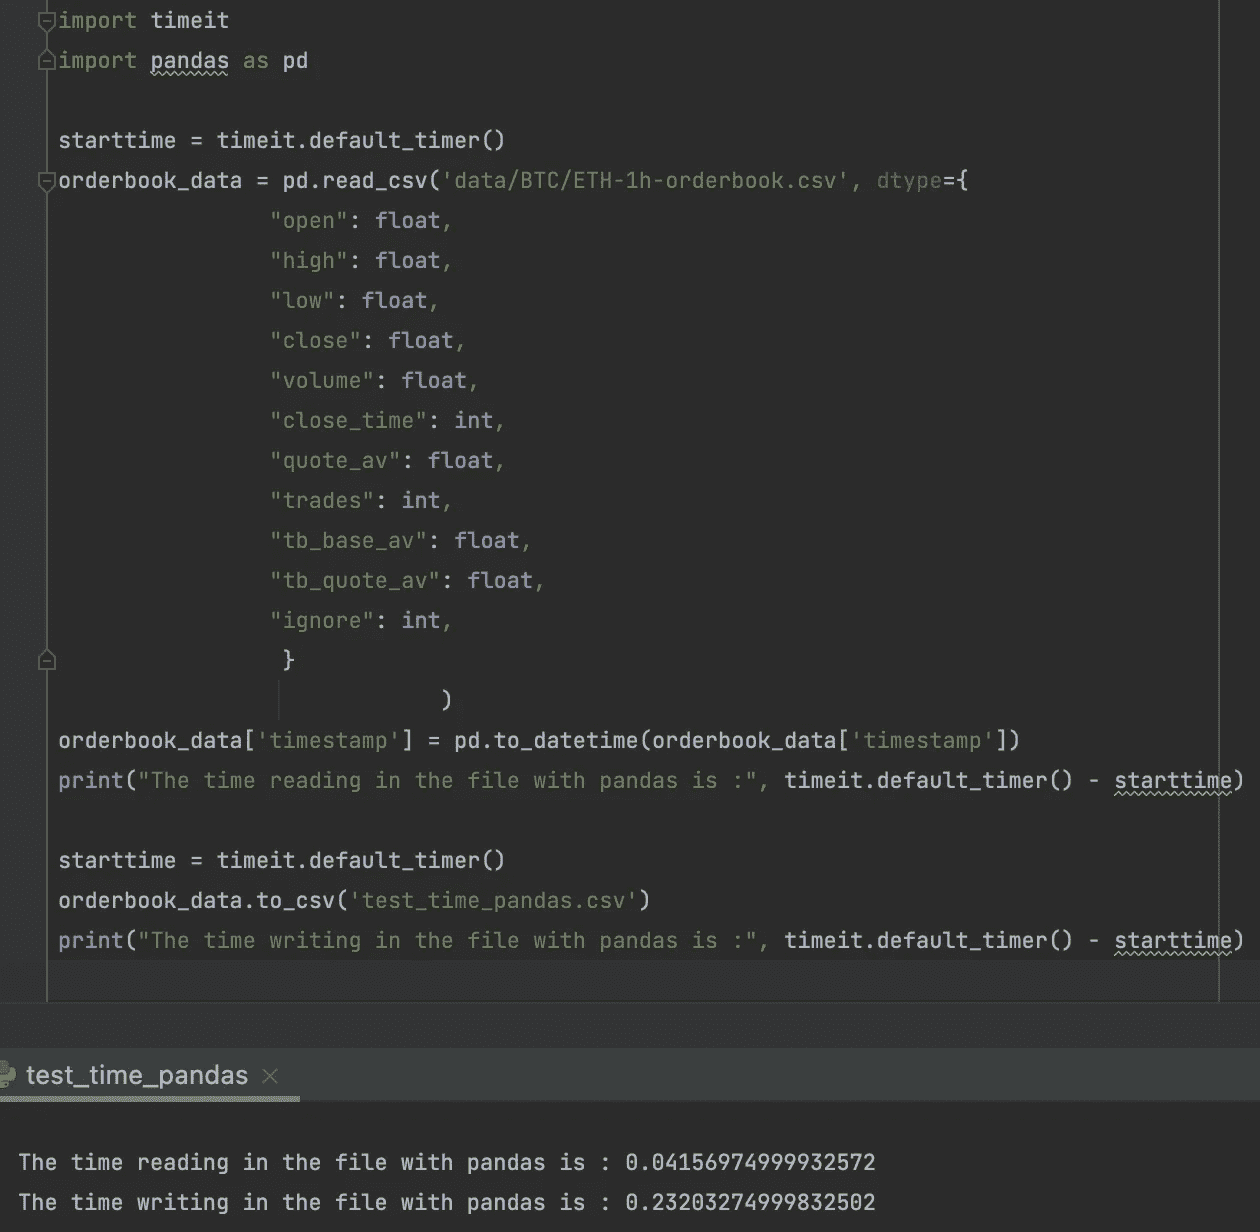 import timeit
import pandas as pd
starttime = timeit.default_timer()
orderbook_data = pd.read_csv('data/BTC/ETH-1h-orderbook.csv', dtype={
"open": float,
"high": float,
"low": float,
"close": float,
"volume": float,
"close_time": int,
"quote_av": float,
"trades": int,
"tb_base_av": float,
"tb_quote_av": float,
"ignore": int,
}
)
orderbook_data['timestamp'] = pd.to_datetime(orderbook_data['timestamp'])
print("The time reading in the file with pandas is :", timeit.default_timer() - starttime)
starttime = timeit.default_timer()
orderbook_data.to_csv('test_time_pandas.csv')
print("The time writing in the file with pandas is :", timeit.default_timer() - starttime)
test_time_pandas ×
The time reading in the file with pandas is : 0.04156974999932572
The time writing in the file with pandas is : 0.23203274999832502